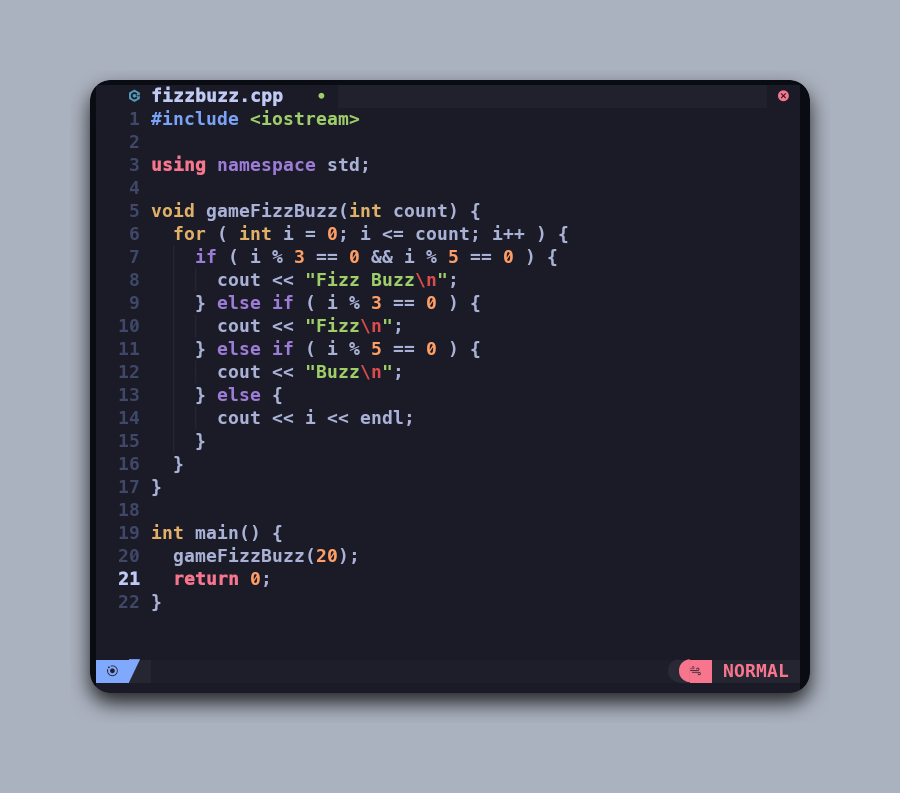 fizzbuzz.cpp
1 #include <iostream>
2
3 using namespace std;
4
5 void gameFizzBuzz(int count) {
6   for ( int i = 0; i <= count; i++ ) {
7     if ( i % 3 == 0 && i % 5 == 0 ) {
8       cout << "Fizz Buzz\n";
9     } else if ( i % 3 == 0 ) {
10       cout << "Fizz\n";
11     } else if ( i % 5 == 0 ) {
12       cout << "Buzz\n";
13     } else {
14       cout << i << endl;
15     }
16   }
17 }
18
19 int main() {
20   gameFizzBuzz(20);
21   return 0;
22 }
NORMAL